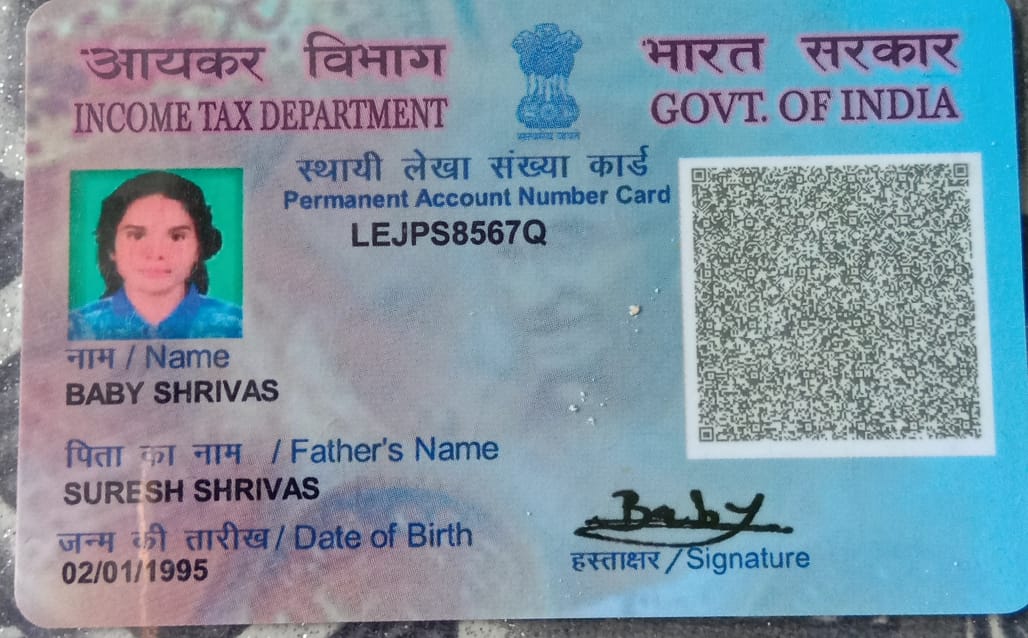 आयकर विभाग
INCOME TAX DEPARTMENT
भारत सरकार
GOVT. OF INDIA
सत्यमेव जयते
स्थायी लेखा संख्या कार्ड
Permanent Account Number Card
LEJPS8567Q
नाम / Name
BABY SHRIVAS
पिता का नाम / Father's Name
SURESH SHRIVAS
जन्म की तारीख / Date of Birth
02/01/1995
Baby
हस्ताक्षर / Signature